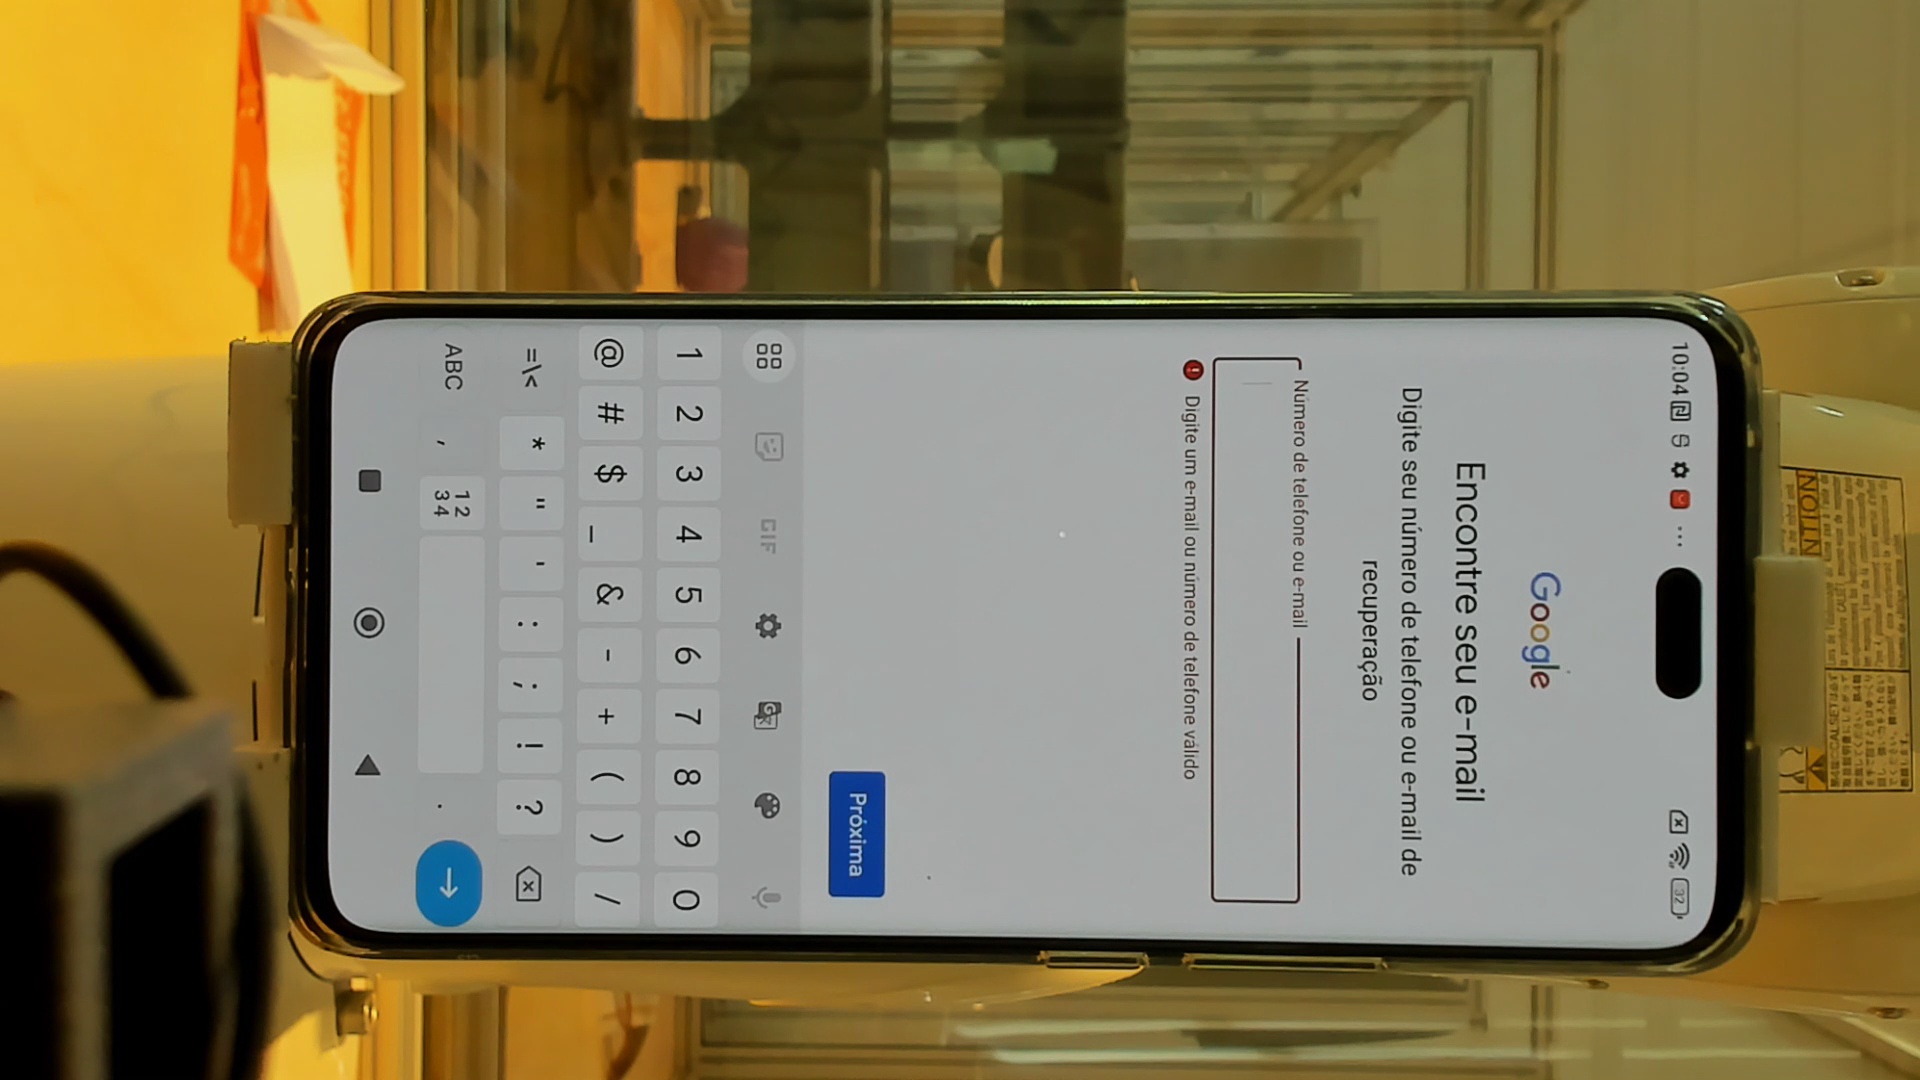 10:04
32
Google
Encontre seu e-mail
Digite seu número de telefone ou e-mail de
recuperação
Número de telefone ou e-mail
Digite um e-mail ou número de telefone válido
Próxima
GIF
1 2 3 4 5 6 7 8 9 0
@ # $ _ & - + ( ) /
=\< * " ' : ; ! ?
ABC , 12 34 .